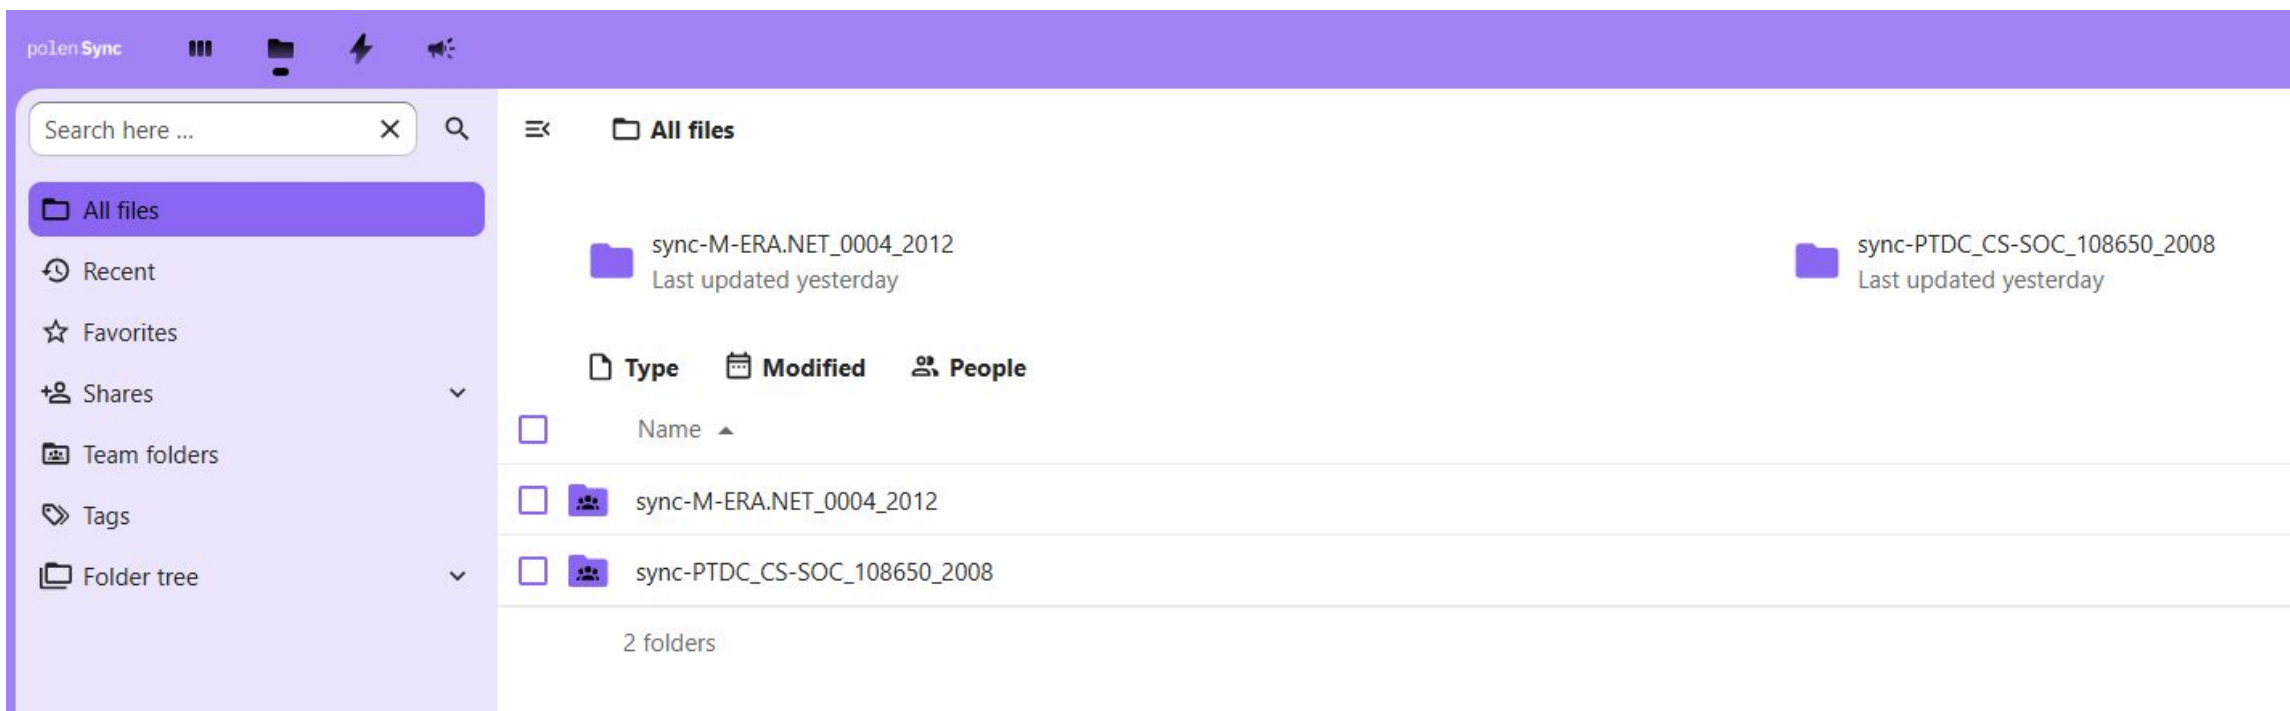 polen Sync
Search here ...
All files
Recent
Favorites
Shares
Team folders
Tags
Folder tree
All files
sync-M-ERA.NET_0004_2012
Last updated yesterday
sync-PTDC_CS-SOC_108650_2008
Last updated yesterday
Type Modified People
Name
sync-M-ERA.NET_0004_2012
sync-PTDC_CS-SOC_108650_2008
2 folders